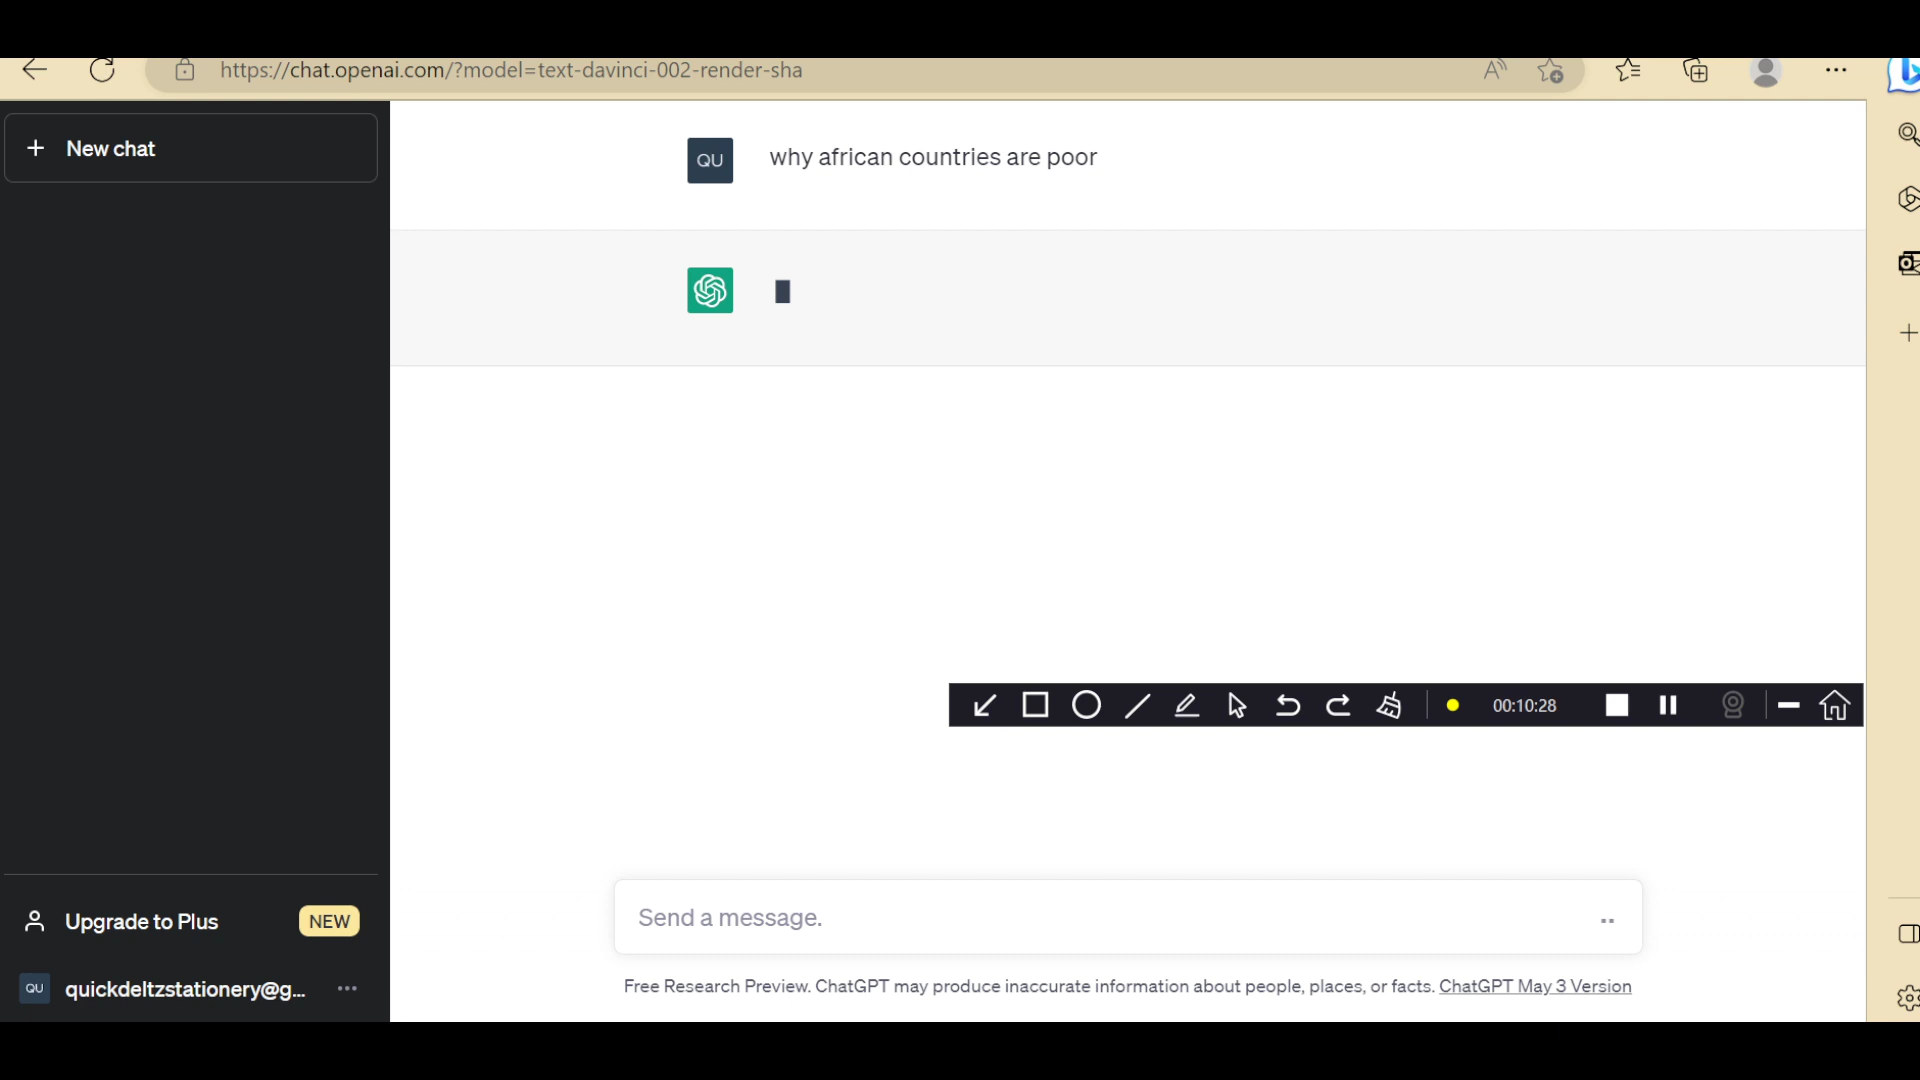 https://chat.openai.com/?model=text-davinci-002-render-sha
New chat
QU why african countries are poor
00:10:28
Send a message.
Upgrade to Plus NEW
QU quickdeltzstationery@g...
Free Research Preview. ChatGPT may produce inaccurate information about people, places, or facts. ChatGPT May 3 Version